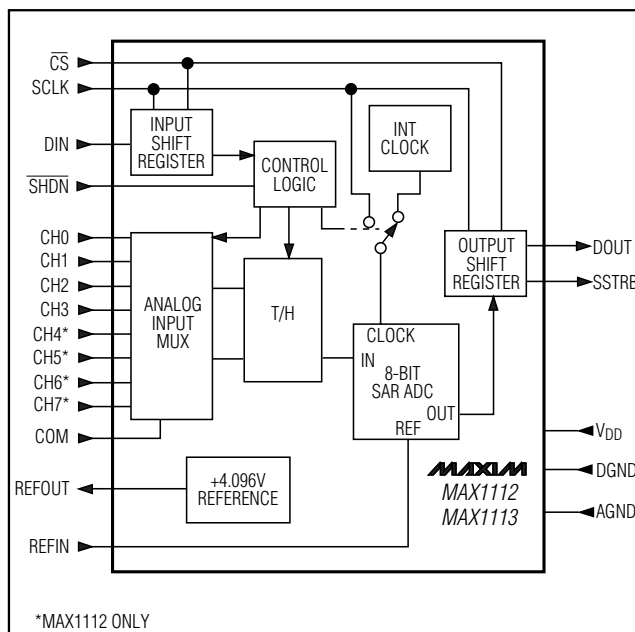 CS
SCLK
DIN
SHDN
CH0
CH1
CH2
CH3
CH4*
CH5*
CH6*
CH7*
COM
REFOUT
REFIN
INPUT
SHIFT
REGISTER
CONTROL
LOGIC
INT
CLOCK
ANALOG
INPUT
MUX
T/H
CLOCK
IN
8-BIT
SAR ADC
OUT
REF
OUTPUT
SHIFT
REGISTER
+4.096V
REFERENCE
DOUT
SSTRB
VDD
DGND
AGND
MAXIM
MAX1112
MAX1113
*MAX1112 ONLY